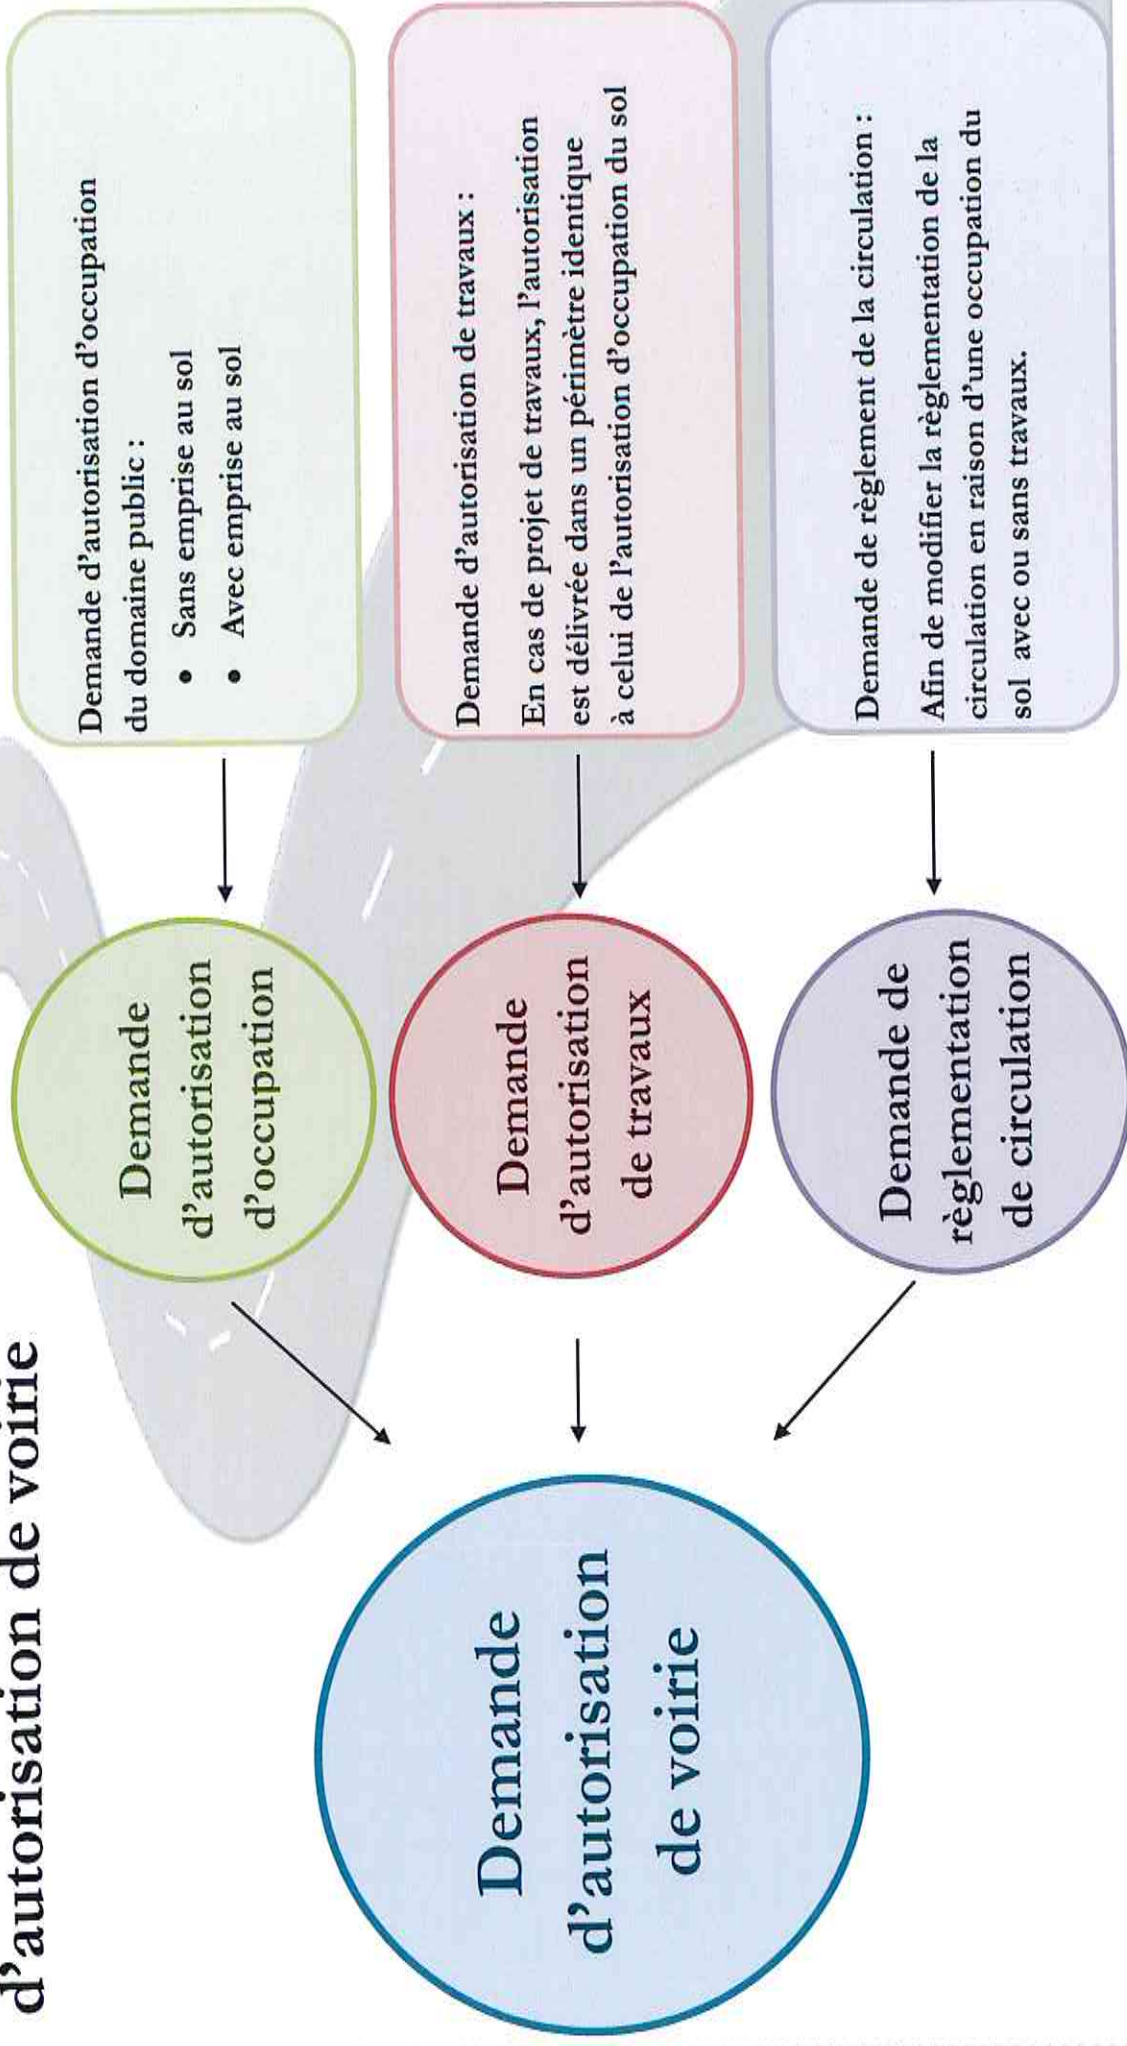 d'autorisation de voirie
Demande
d'autorisation
de voirie
Demande
d'autorisation
d'occupation
Demande d'autorisation d'occupation
du domaine public :
• Sans emprise au sol
• Avec emprise au sol
Demande
d'autorisation
de travaux
Demande d'autorisation de travaux :
En cas de projet de travaux, l'autorisation
est délivrée dans un périmètre identique
à celui de l'autorisation d'occupation du sol
Demande de
règlementation
de circulation
Demande de règlement de la circulation :
Afin de modifier la règlementation de la
circulation en raison d'une occupation du
sol avec ou sans travaux.